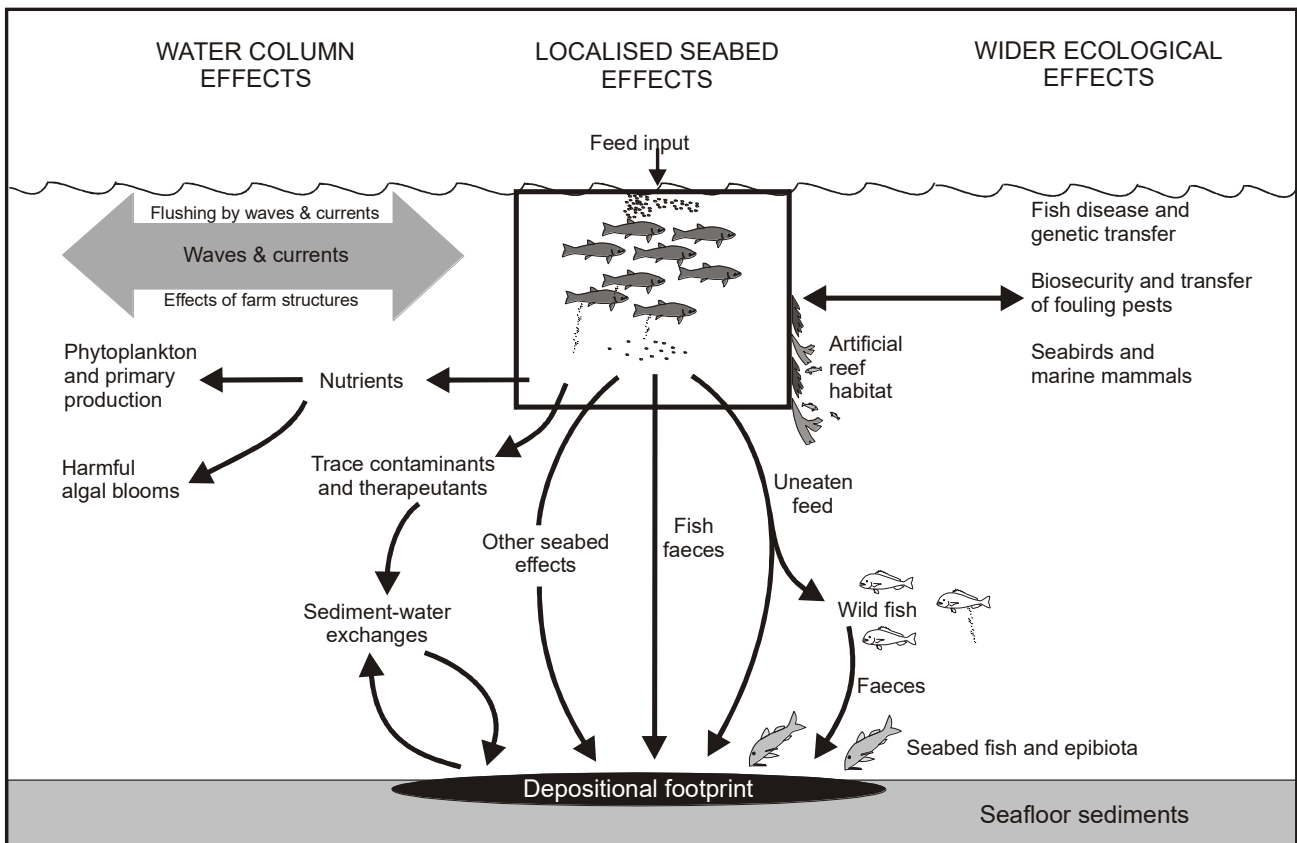 WATER COLUMN
EFFECTS
LOCALISED SEABED
EFFECTS
WIDER ECOLOGICAL
EFFECTS
Feed input
Flushing by waves & currents
Waves & currents
Effects of farm structures
Fish disease and
genetic transfer
Biosecurity and transfer
of fouling pests
Seabirds and
marine mammals
Artificial
reef
habitat
Phytoplankton
and primary
production
Nutrients
Harmful
algal blooms
Trace contaminants
and therapeutants
Uneaten
feed
Other seabed
effects
Fish
faeces
Sediment-water
exchanges
Wild fish
Faeces
Seabed fish and epibiota
Depositional footprint
Seafloor sediments